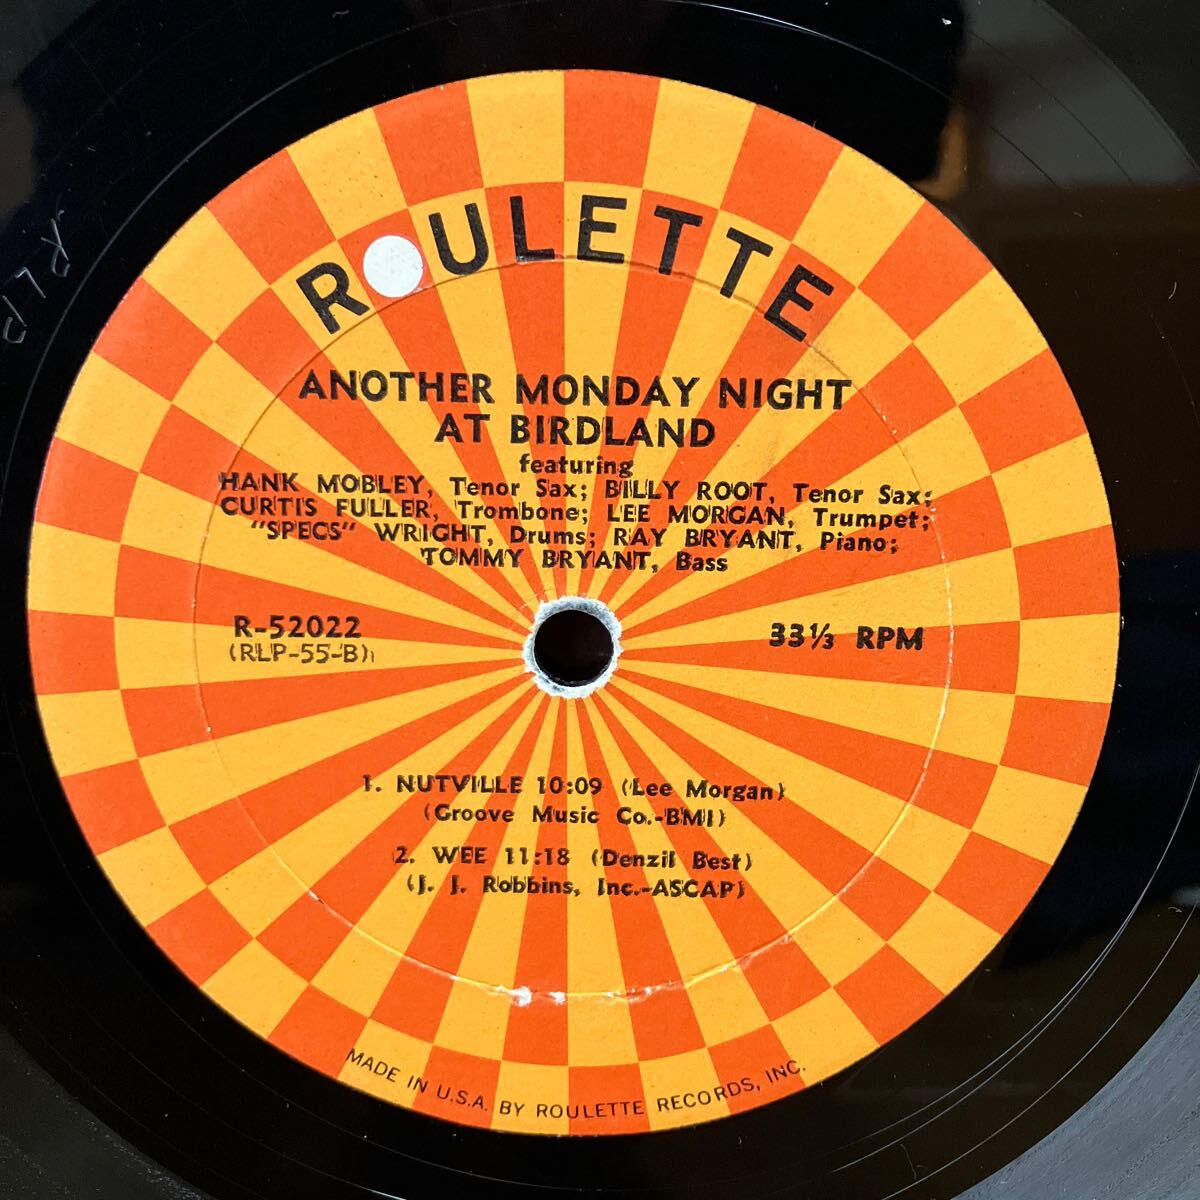 ROULETTE
ANOTHER MONDAY NIGHT
AT BIRDLAND
featuring
HANK MOBLEY, Tenor Sax; BILLY ROOT, Tenor Sax;
CURTIS FULLER, Trombone; LEE MORGAN, Trumpet;
"SPECS" WRIGHT, Drums; RAY BRYANT, Piano;
TOMMY BRYANT, Bass
R-52022
(RLP-55-B)
33⅓ RPM
1. NUTVILLE 10:09 (Lee Morgan)
(Groove Music Co.-BMI)
2. WEE 11:18 (Denzil Best)
(J. J. Robbins, Inc.-ASCAP)
MADE IN U.S.A. BY ROULETTE RECORDS, INC.
RLP